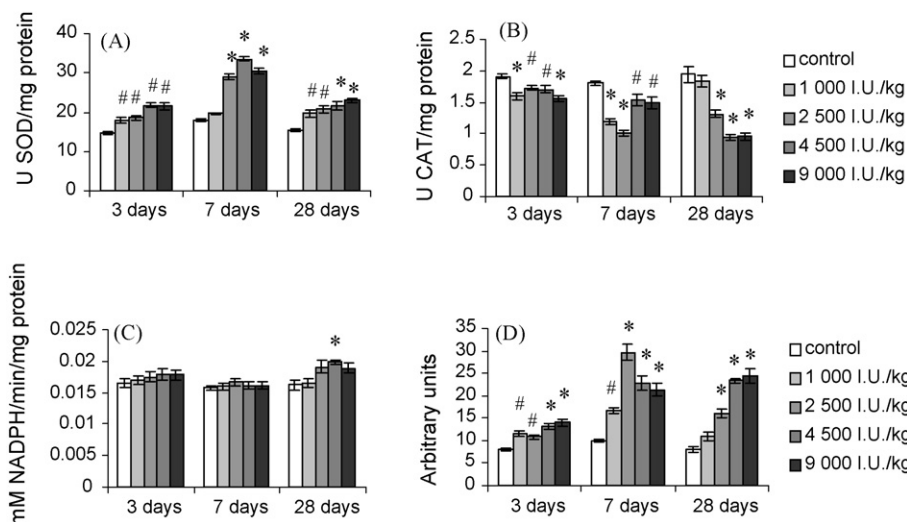 (A)
U SOD/mg protein
40
30
20
10
0
# # # #
* * *
# # * *
3 days 7 days 28 days
(B)
U CAT/mg protein
2.5
2
1.5
1
1
0
* # # *
* * # #
* * *
3 days 7 days 28 days
control
1 000 I.U./kg
2 500 I.U./kg
4 500 I.U./kg
9 000 I.U./kg
(C)
mM NADPH/min/mg protein
0.025
0.02
0.015
0.01
0.005
0
*
3 days 7 days 28 days
(D)
Arbitrary units
35
30
25
20
15
10
5
0
# # * *
# * * *
* * *
3 days 7 days 28 days
control
1 000 I.U./kg
2 500 I.U./kg
4 500 I.U./kg
9 000 I.U./kg